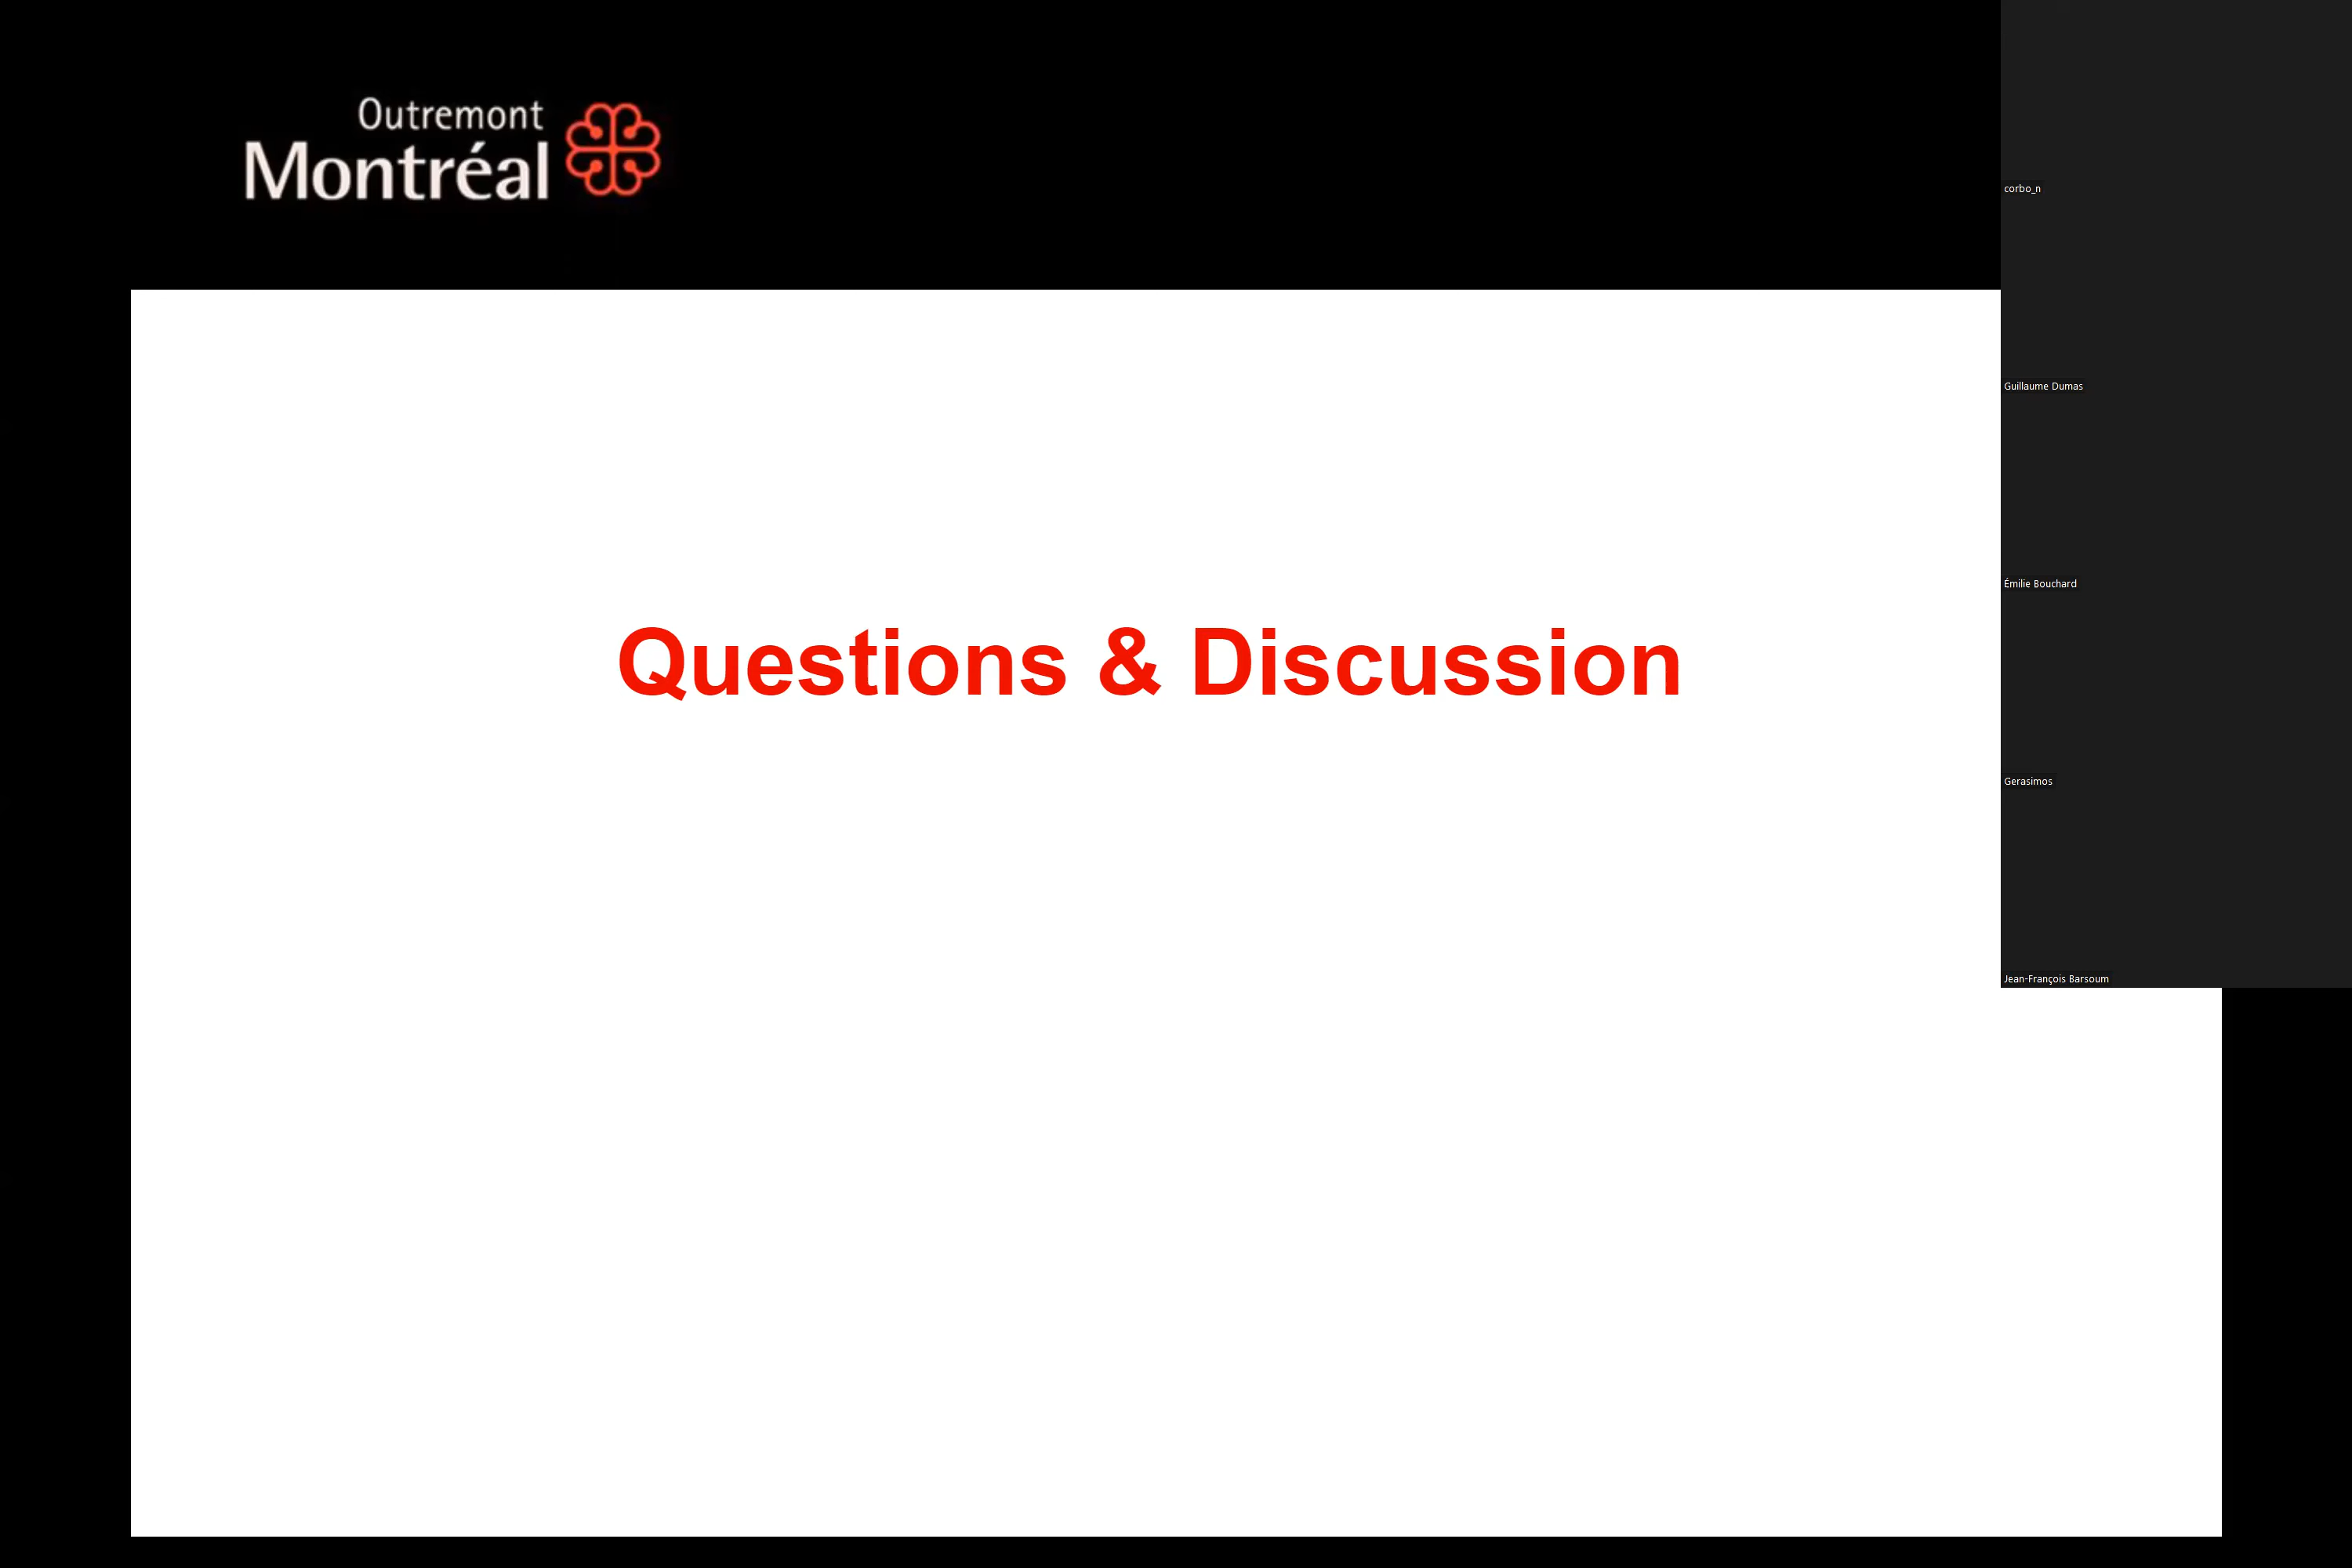 Outremont
Montréal
Questions & Discussion
corbo_n
Guillaume Dumas
Émilie Bouchard
Gerasimos
Jean-François Barsoum